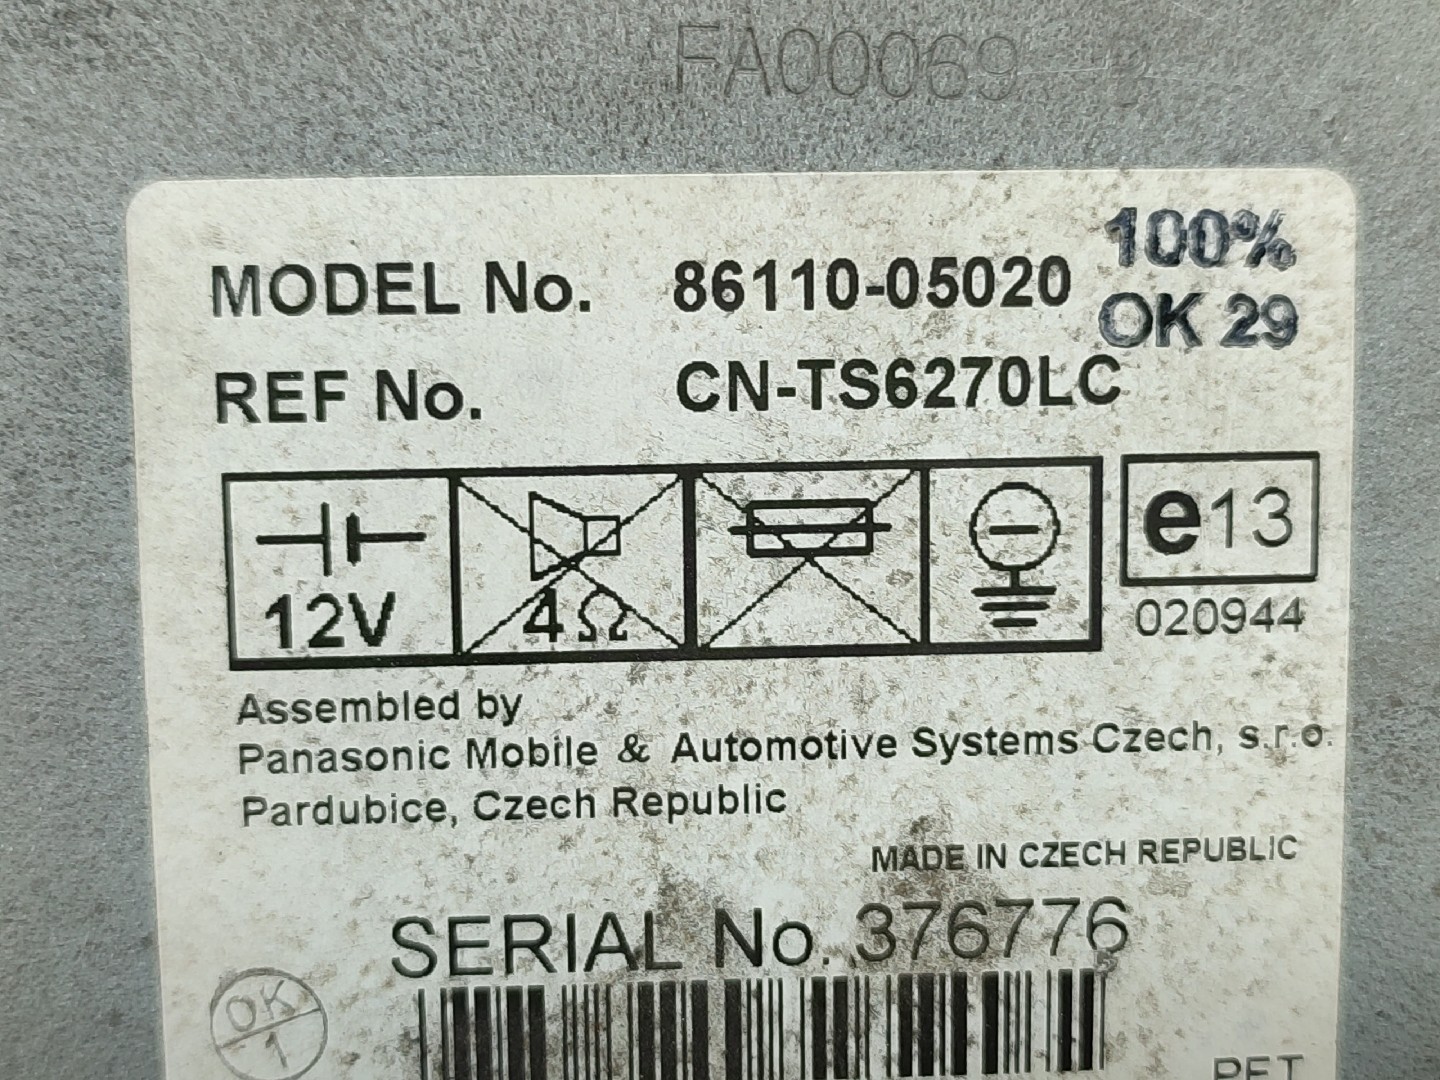 FA00069
MODEL No. 86110-05020
100%
OK 29
REF No. CN-TS6270LC
12V
4Ω
e13
020944
Assembled by
Panasonic Mobile & Automotive Systems Czech, s.r.o.
Pardubice, Czech Republic
MADE IN CZECH REPUBLIC
SERIAL No. 376776
OK
1
PET